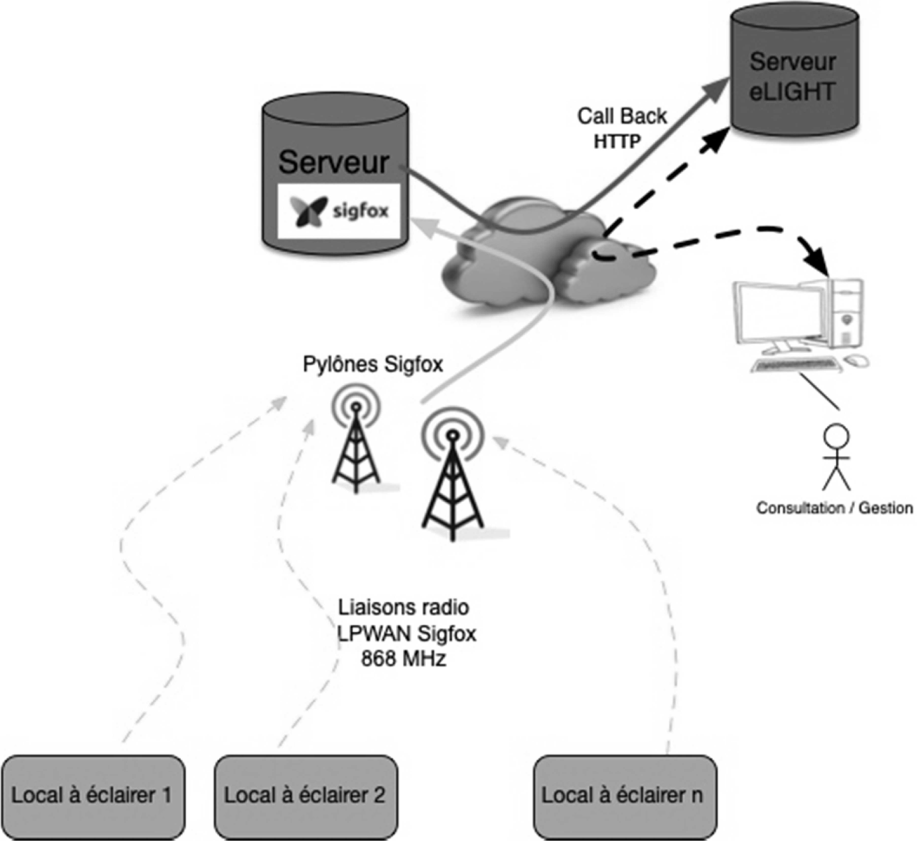 Serveur
eLIGHT
Call Back
HTTP
Serveur
sigfox
Pylônes Sigfox
Consultation / Gestion
Liaisons radio
LPWAN Sigfox
868 MHz
Local à éclairer 1
Local à éclairer 2
Local à éclairer n